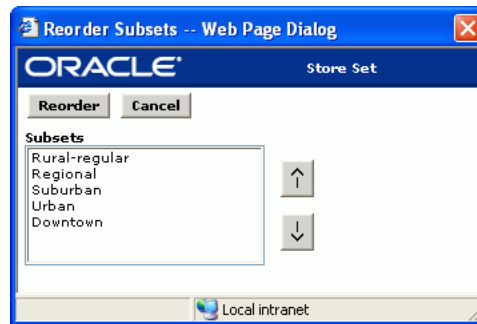 Reorder Subsets -- Web Page Dialog
ORACLE®
Store Set
Reorder Cancel
Subsets
Rural-regular
Regional
Suburban
Urban
Downtown
Local intranet